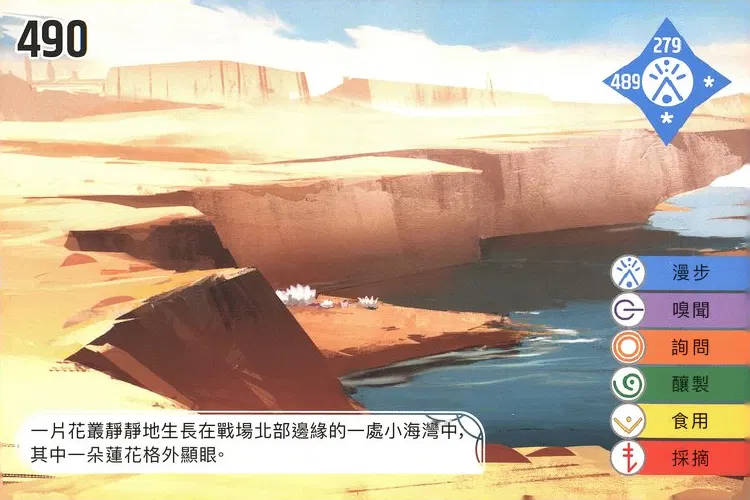 490
279
489 *
*
漫步
嗅聞
詢問
釀製
食用
採摘
一片花叢靜靜地生長在戰場北部邊緣的一處小海灣中,
其中一朵蓮花格外顯眼。